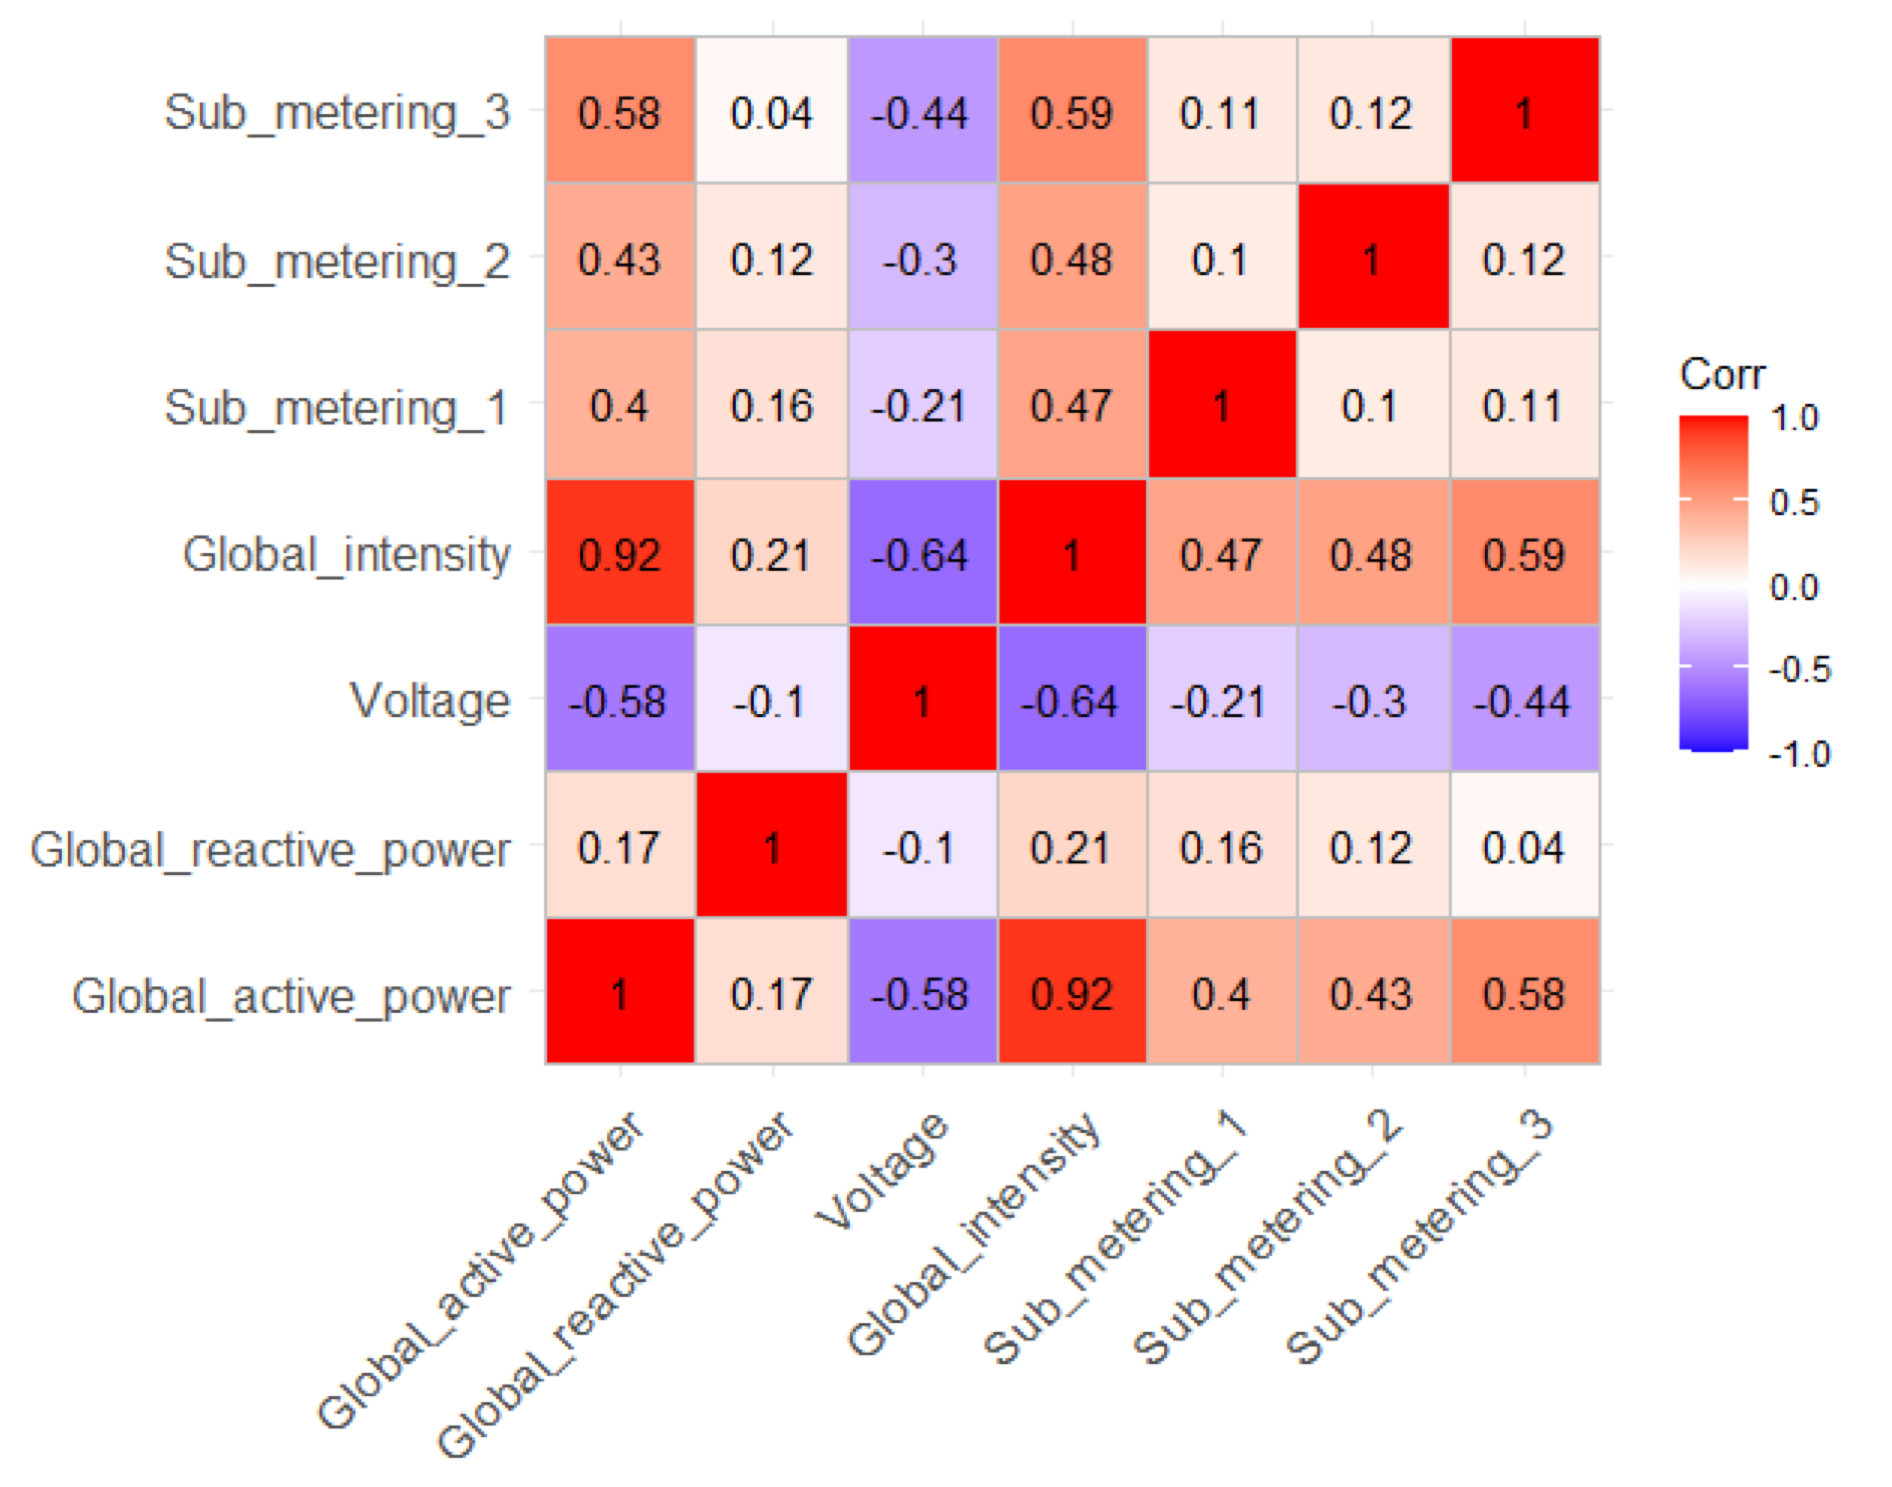 Sub_metering_3 0.58 0.04 -0.44 0.59 0.11 0.12 1
Sub_metering_2 0.43 0.12 -0.3 0.48 0.1 1 0.12
Sub_metering_1 0.4 0.16 -0.21 0.47 1 0.1 0.11
Global_intensity 0.92 0.21 -0.64 1 0.47 0.48 0.59
Voltage -0.58 -0.1 1 -0.64 -0.21 -0.3 -0.44
Global_reactive_power 0.17 1 -0.1 0.21 0.16 0.12 0.04
Global_active_power 1 0.17 -0.58 0.92 0.4 0.43 0.58
Global_active_power
Global_reactive_power
Voltage
Global_intensity
Sub_metering_1
Sub_metering_2
Sub_metering_3
Corr
1.0
0.5
0.0
-0.5
-1.0